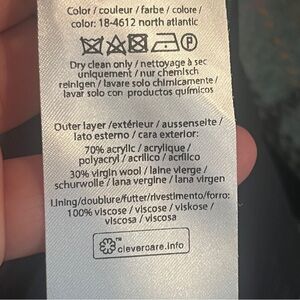 Color / couleur / farbe / colore /
color: 18-4612 north atlantic
P
Dry clean only / nettoyage à sec
uniquement / nur chemisch
reinigen / lavare solo chimicamente /
lavar solo con productos químicos
Outer layer /extérieur / aussenseite /
lato esterno / cara exterior:
70% acrylic / acrylique /
polyacryl / acrilico / acrílico
30% virgin wool / laine vierge /
schurwolle / lana vergine / lana virgen
Lining/doublure/futter/rivestimento/forro:
100% viscose / viscose / viskose /
viscosa / viscosa
clevercare.info